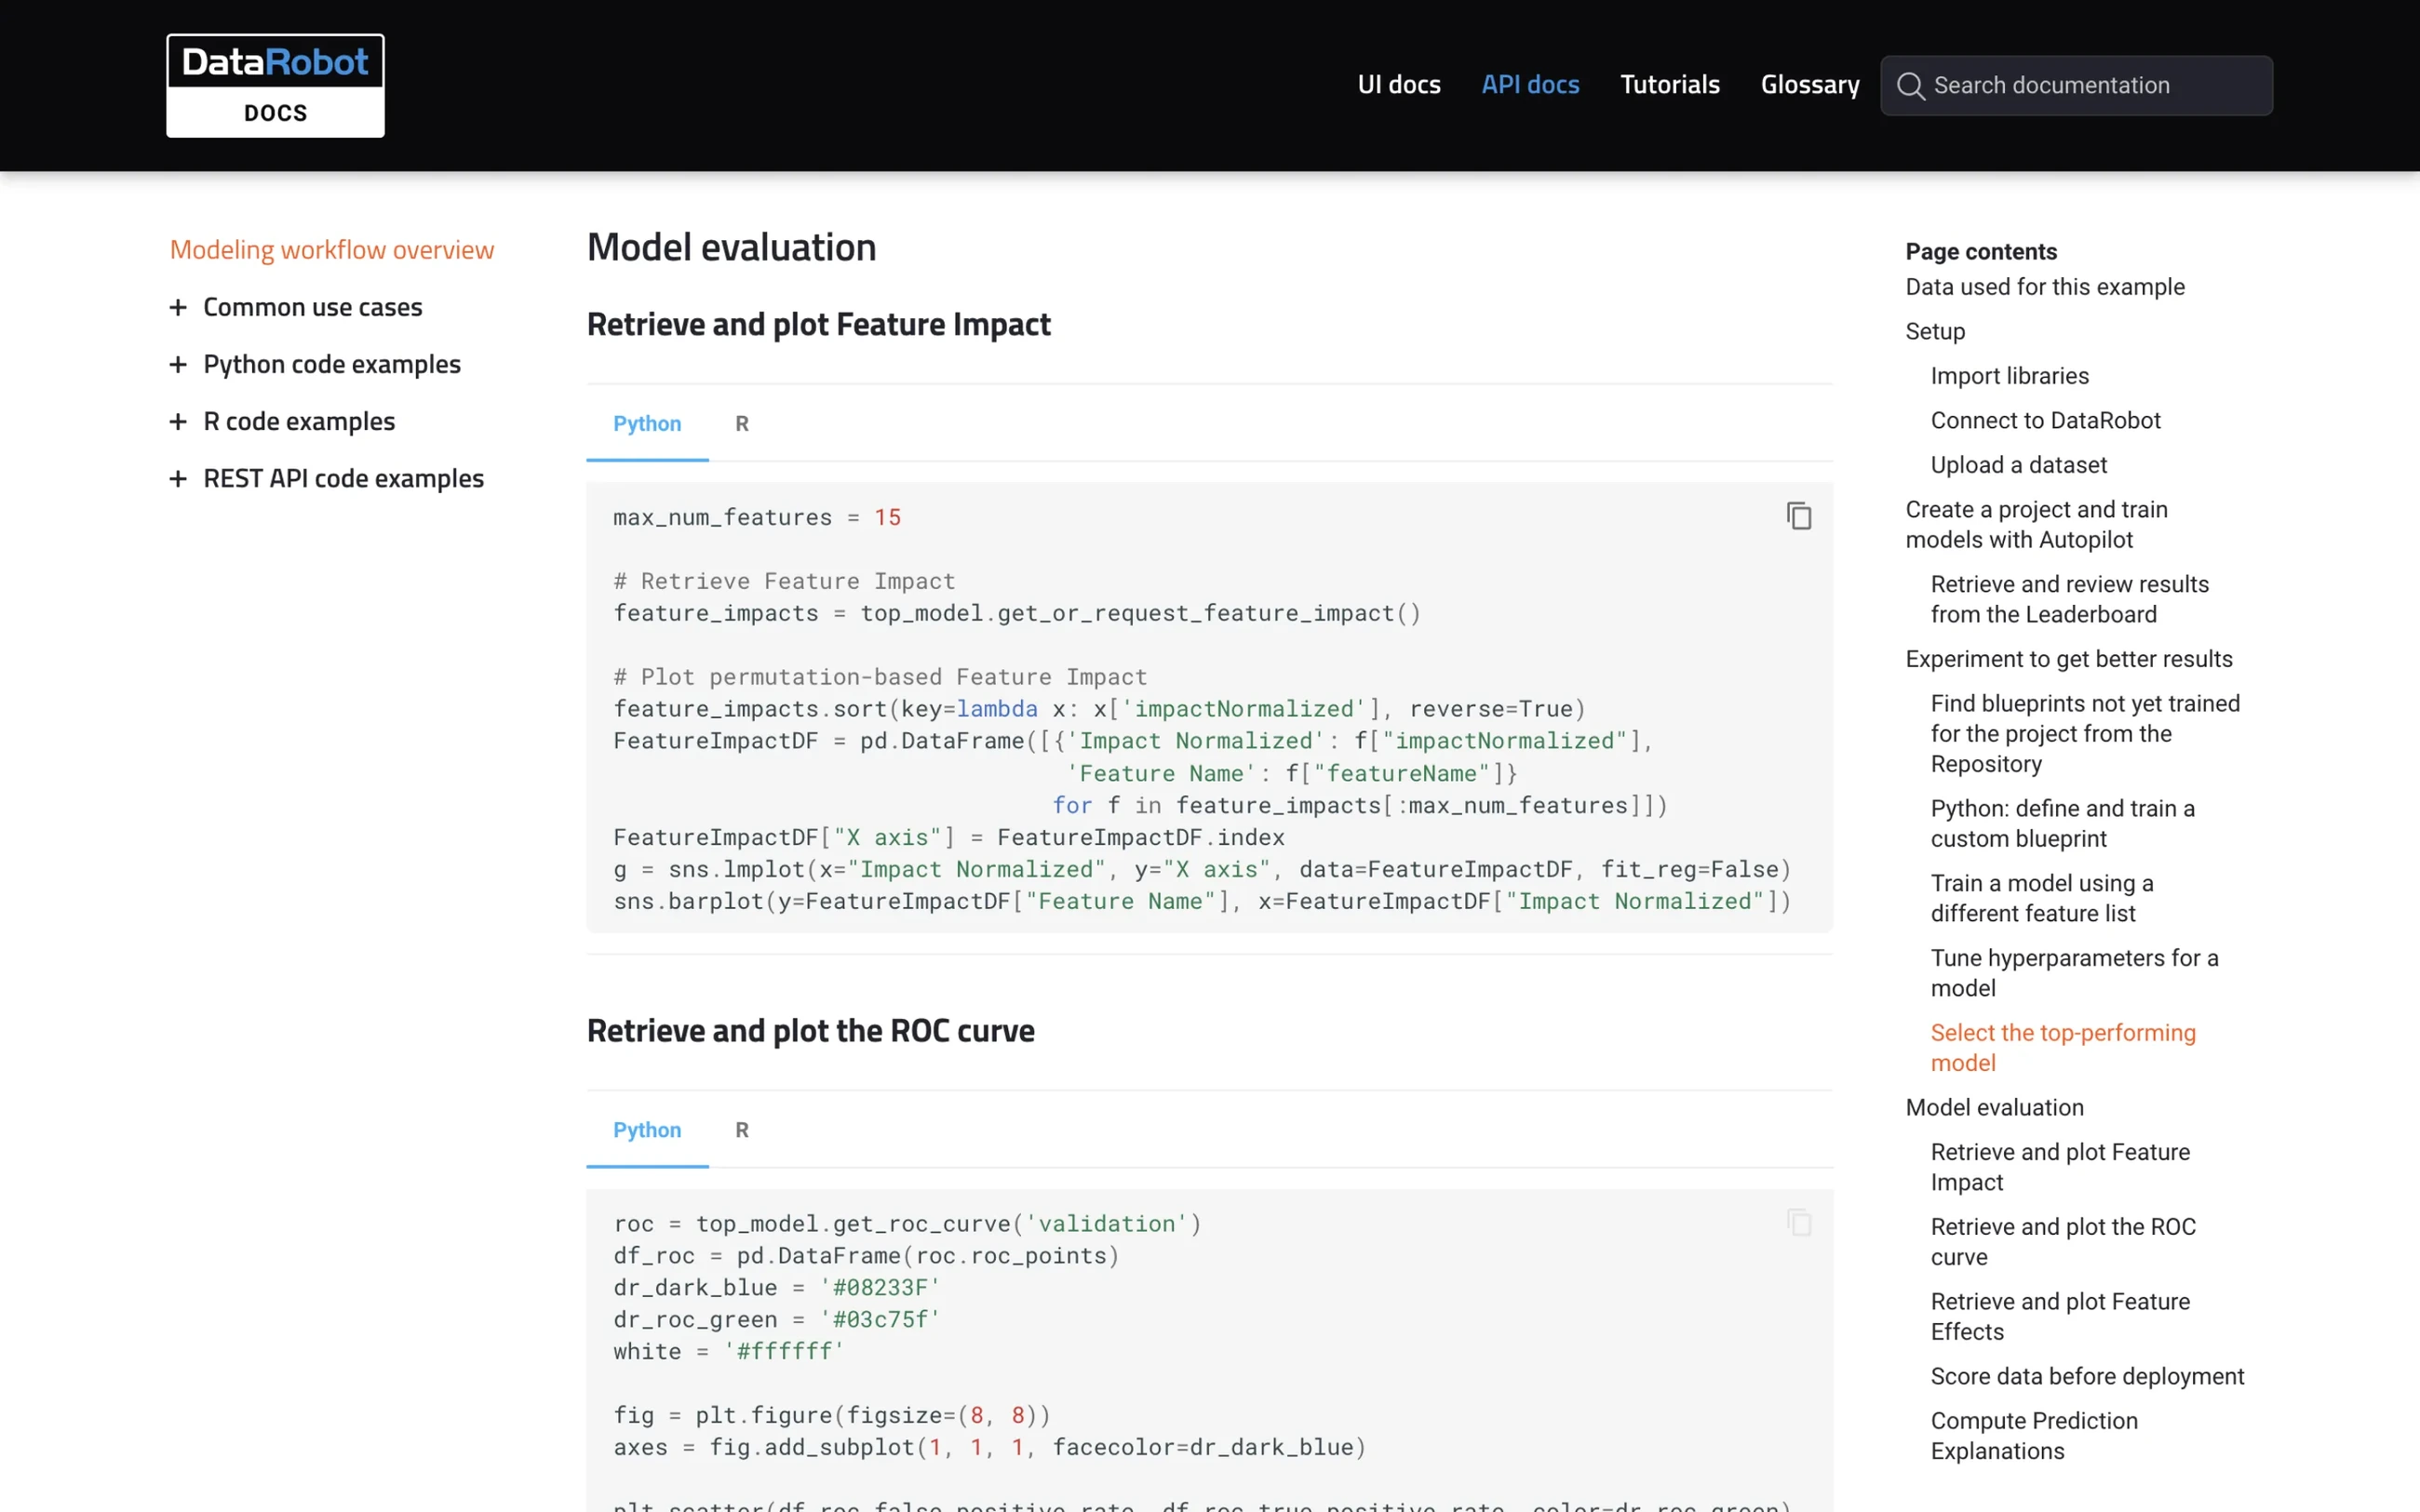 DataRobot
DOCS
UI docs
API docs
Tutorials
Glossary
Search documentation
Modeling workflow overview
+ Common use cases
+ Python code examples
+ R code examples
+ REST API code examples
Model evaluation
Retrieve and plot Feature Impact
Python R
max_num_features = 15
# Retrieve Feature Impact
feature_impacts = top_model.get_or_request_feature_impact()
# Plot permutation-based Feature Impact
feature_impacts.sort(key=lambda x: x['impactNormalized'], reverse=True)
FeatureImpactDF = pd.DataFrame([{'Impact Normalized': f["impactNormalized"],
'Feature Name': f["featureName"]}
for f in feature_impacts[:max_num_features]])
FeatureImpactDF["X axis"] = FeatureImpactDF.index
g = sns.lmplot(x="Impact Normalized", y="X axis", data=FeatureImpactDF, fit_reg=False)
sns.barplot(y=FeatureImpactDF["Feature Name"], x=FeatureImpactDF["Impact Normalized"])
Retrieve and plot the ROC curve
Python R
roc = top_model.get_roc_curve('validation')
df_roc = pd.DataFrame(roc.roc_points)
dr_dark_blue = '#08233F'
dr_roc_green = '#03c75f'
white = '#ffffff'
fig = plt.figure(figsize=(8, 8))
axes = fig.add_subplot(1, 1, 1, facecolor=dr_dark_blue)
plt.scatter(df_roc.false_positive_rate, df_roc.true_positive_rate, color=dr_roc_green)
Page contents
Data used for this example
Setup
Import libraries
Connect to DataRobot
Upload a dataset
Create a project and train
models with Autopilot
Retrieve and review results
from the Leaderboard
Experiment to get better results
Find blueprints not yet trained
for the project from the
Repository
Python: define and train a
custom blueprint
Train a model using a
different feature list
Tune hyperparameters for a
model
Select the top-performing
model
Model evaluation
Retrieve and plot Feature
Impact
Retrieve and plot the ROC
curve
Retrieve and plot Feature
Effects
Score data before deployment
Compute Prediction
Explanations